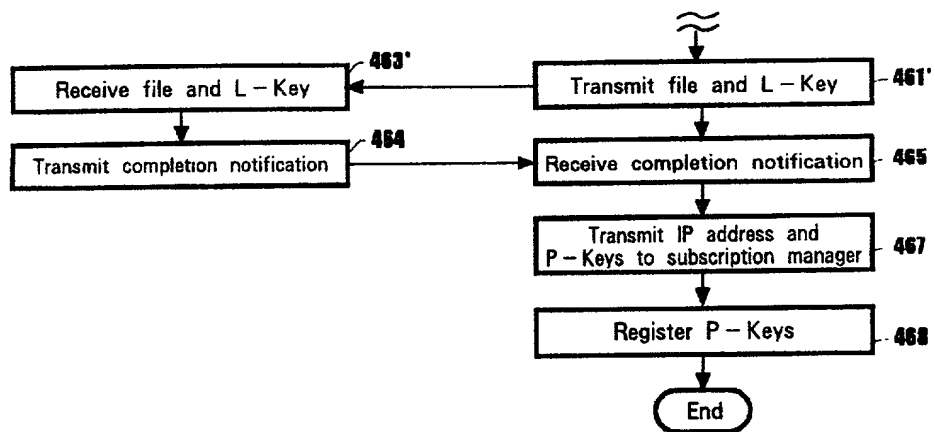 463'
Receive file and L-Key
Transmit file and L-Key
461'
464
Transmit completion notification
Receive completion notification
465
Transmit IP address and
P-Keys to subscription manager
467
Register P-Keys
468
End